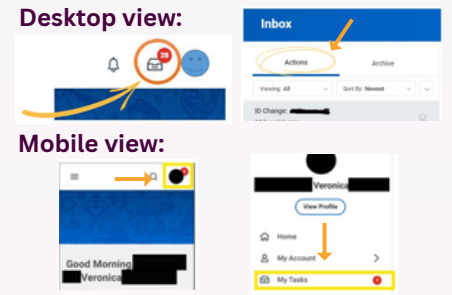 Desktop view:
28
Inbox
Actions
Archive
Viewing: All
Sort By: Newest
ID Change:
Mobile view:
Good Morning
Veronica
Veronica
View Profile
Home
My Account
My Tasks